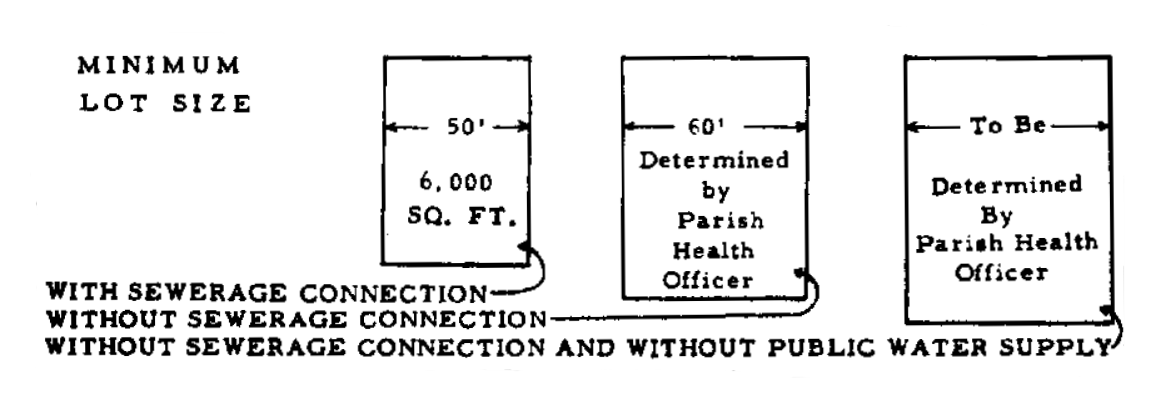 MINIMUM
LOT SIZE
50'
6,000
SQ. FT.
60'
Determined
by
Parish
Health
Officer
To Be
Determined
By
Parish Health
Officer
WITH SEWERAGE CONNECTION
WITHOUT SEWERAGE CONNECTION
WITHOUT SEWERAGE CONNECTION AND WITHOUT PUBLIC WATER SUPPLY